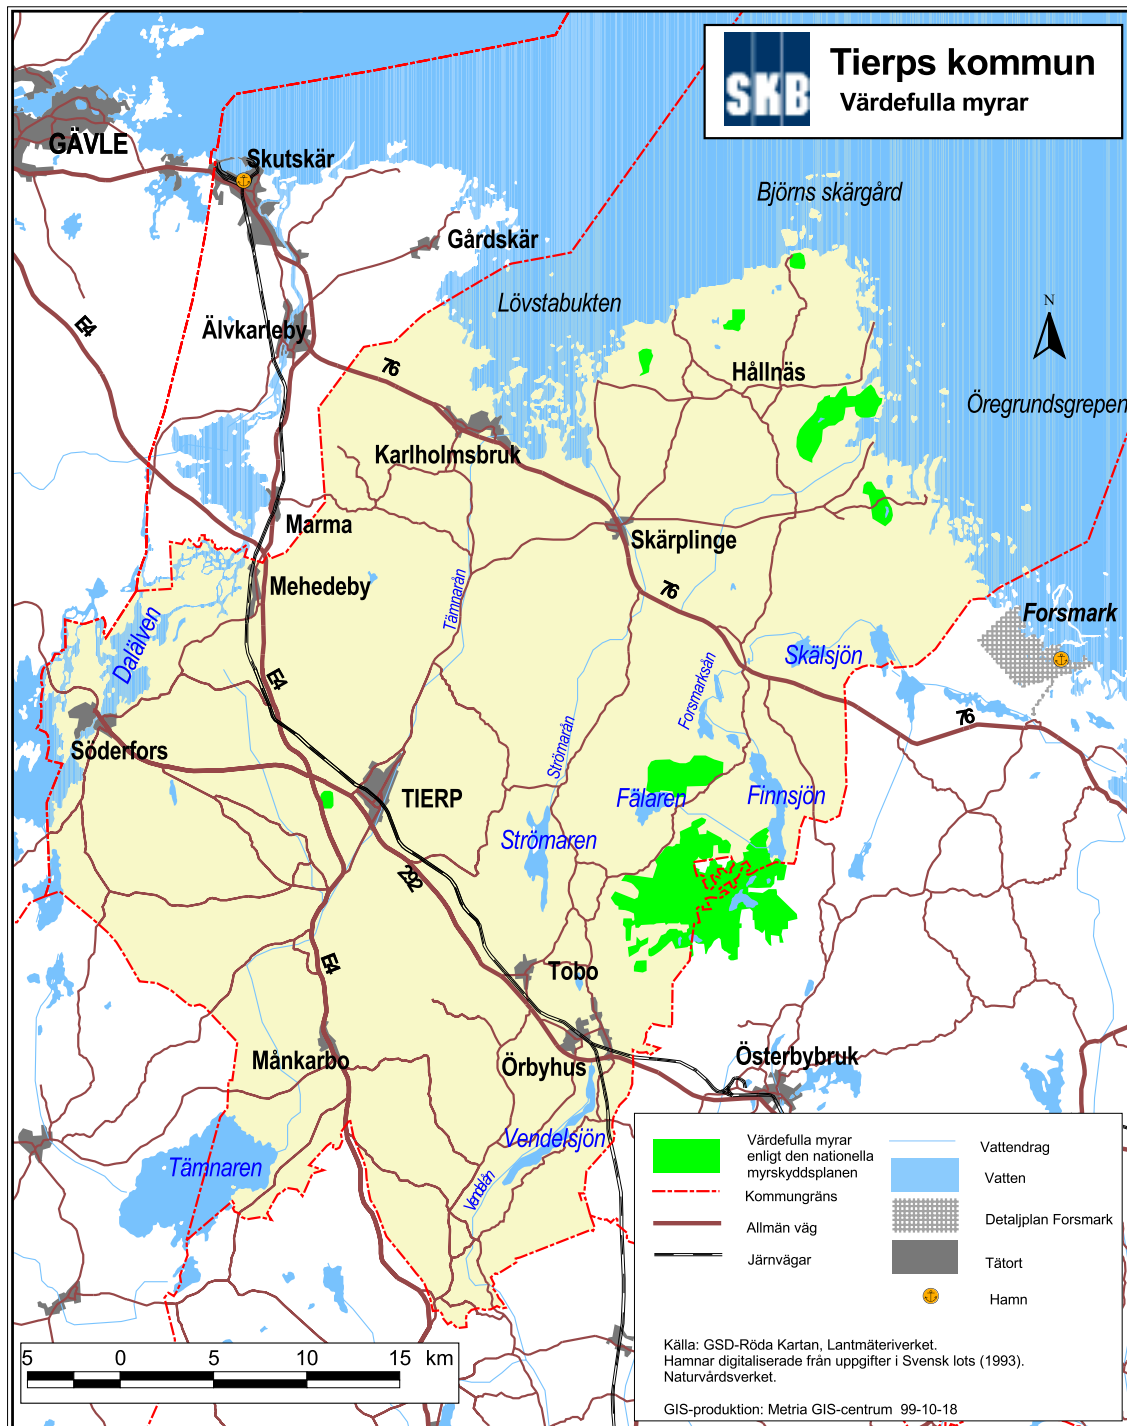 SKB
Tierps kommun
Värdefulla myrar
GÄVLE
Skutskär
Björns skärgård
Gårdskär
Lövstabukten
N
E4
Älvkarleby
76
Hållnäs
Öregrundsgrepen
Karlholmsbruk
Marma
Skärplinge
Mehedeby
Tämnarån
76
Forsmark
Dalälven
Skälsjön
E4
Forsmarksån
76
Söderfors
Strömarån
TIERP
Fälaren
Finnsjön
Strömaren
292
E4
Tobo
Månkarbo
Örbyhus
Österbybruk
Vendelsjön
Tämnaren
Vendelån
Värdefulla myrar
enligt den nationella
myrskyddsplanen
Kommungräns
Allmän väg
Järnvägar
Vattendrag
Vatten
Detaljplan Forsmark
Tätort
Hamn
Källa: GSD-Röda Kartan, Lantmäteriverket.
Hamnar digitaliserade från uppgifter i Svensk lots (1993).
Naturvårdsverket.
GIS-produktion: Metria GIS-centrum 99-10-18
5 0 5 10 15 km